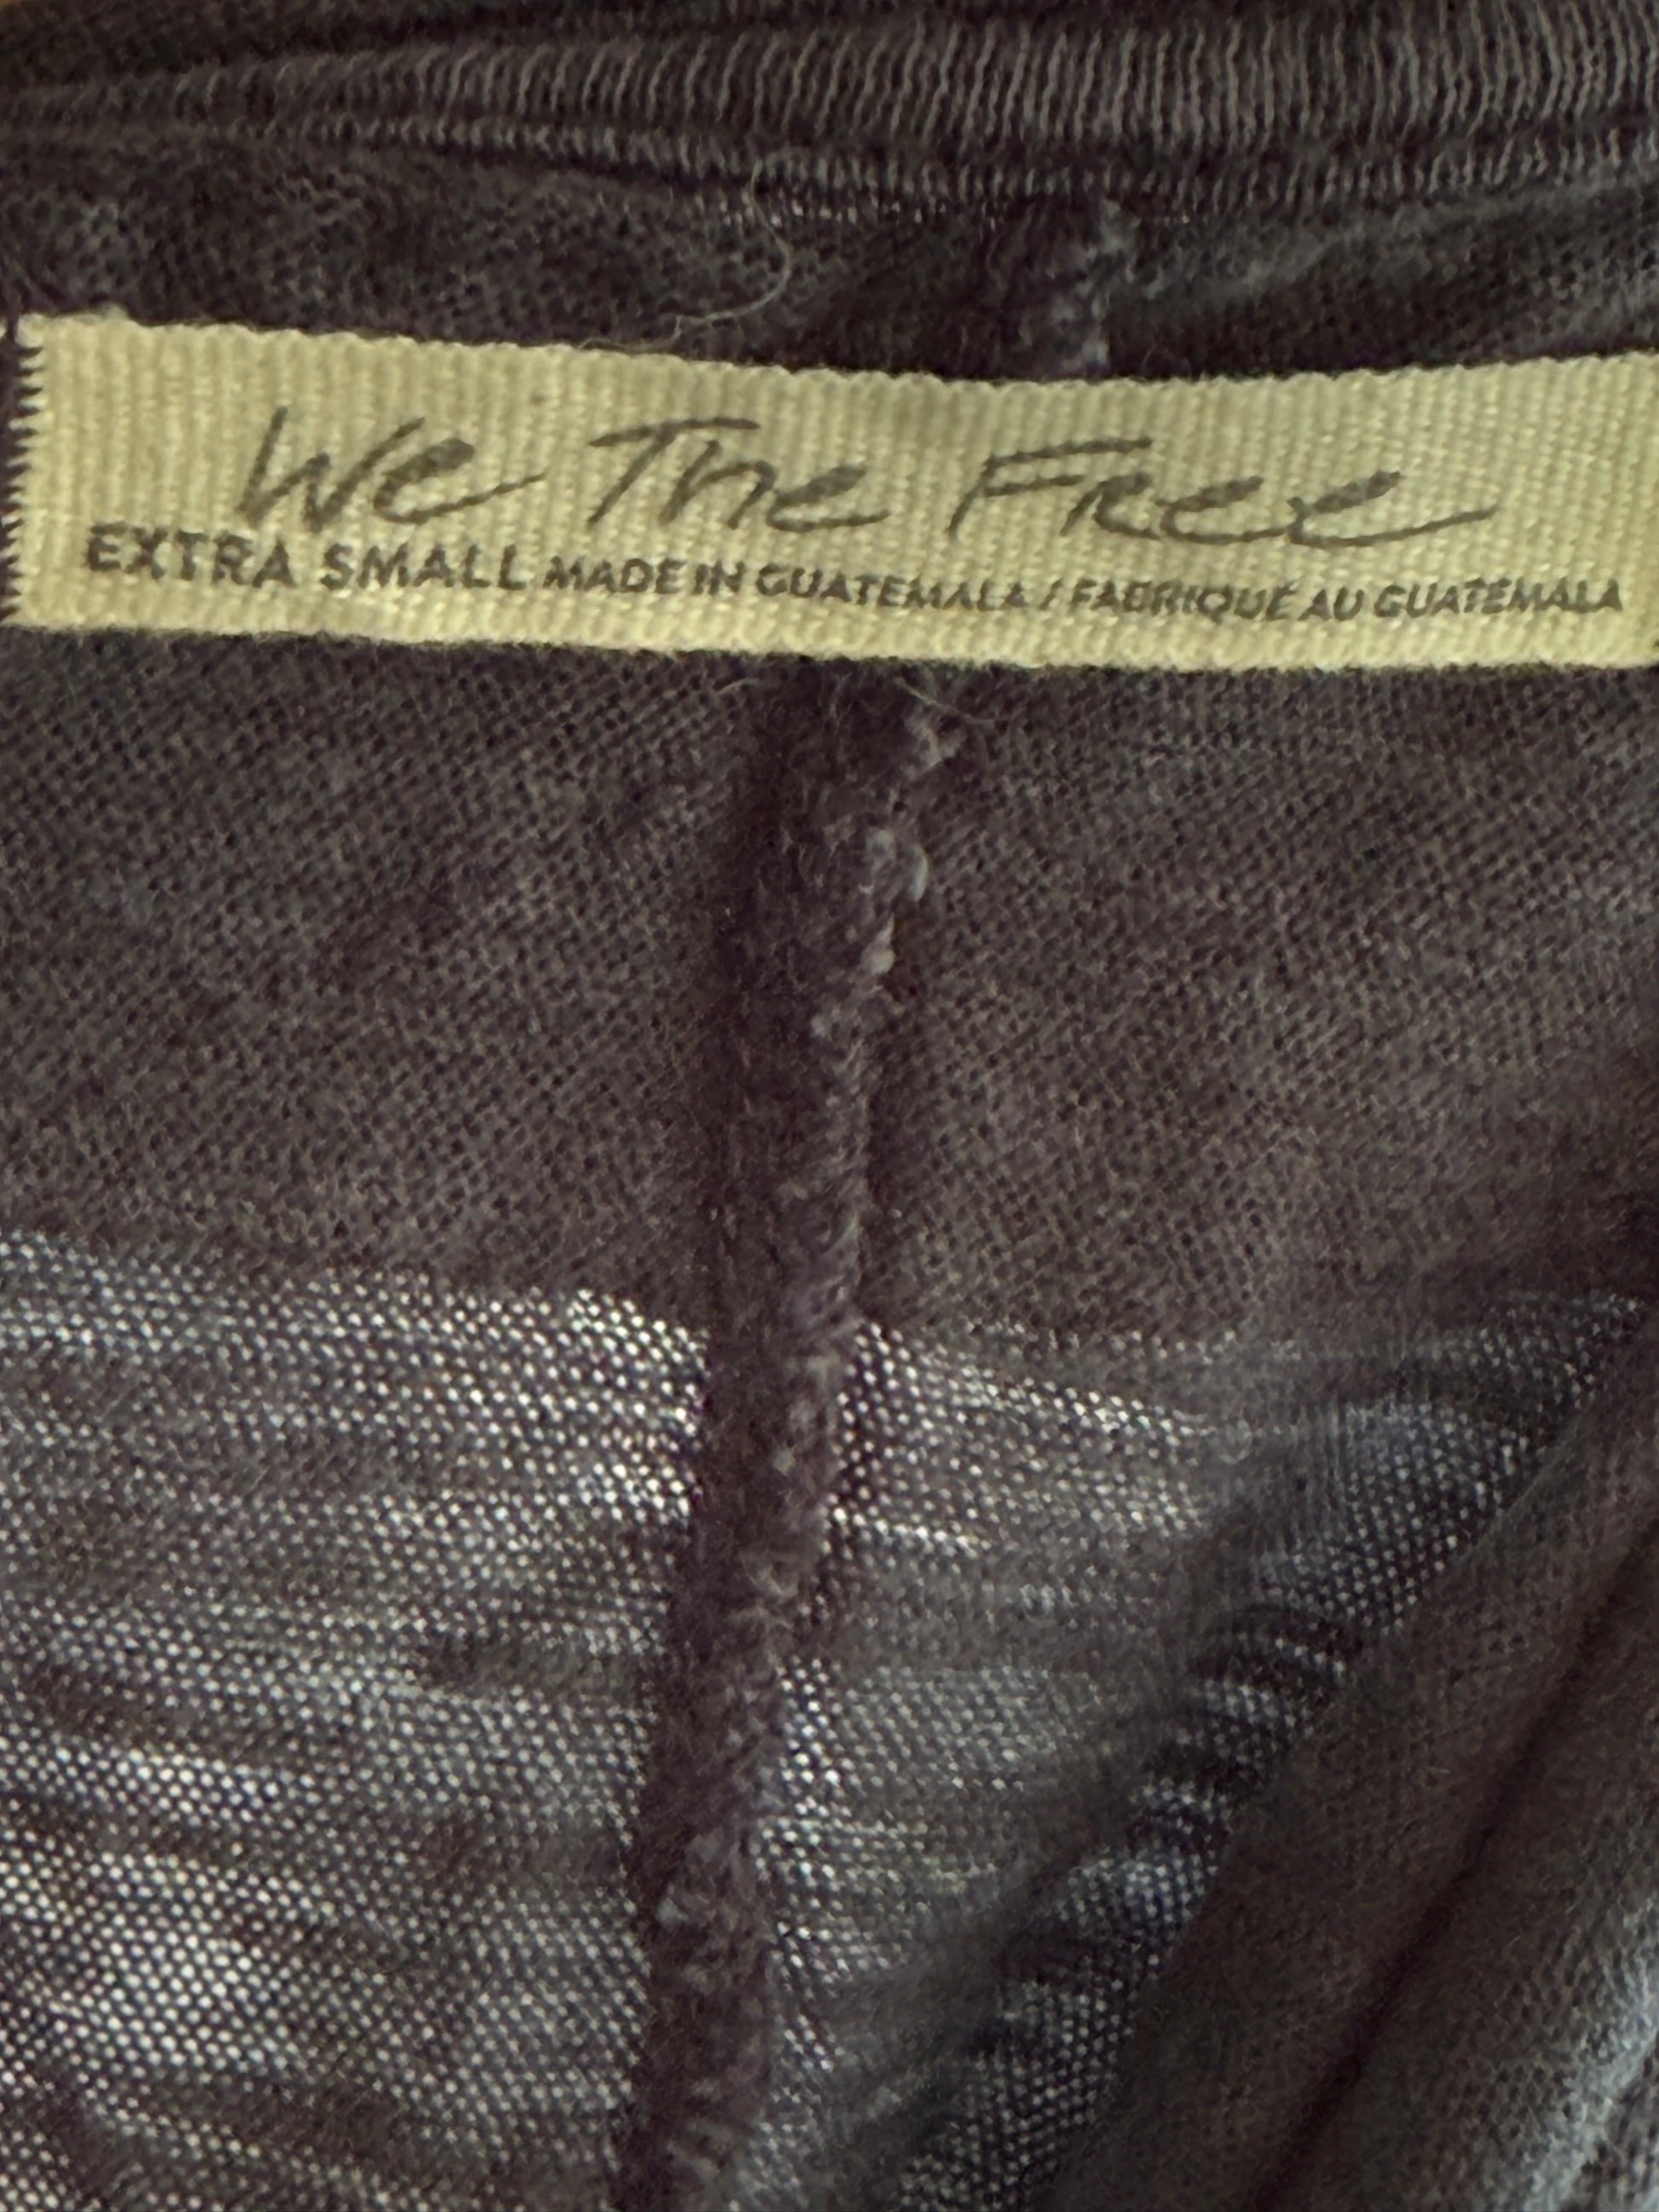 We The Free
EXTRA SMALL MADE IN GUATEMALA / FABRIQUÉ AU GUATEMALA